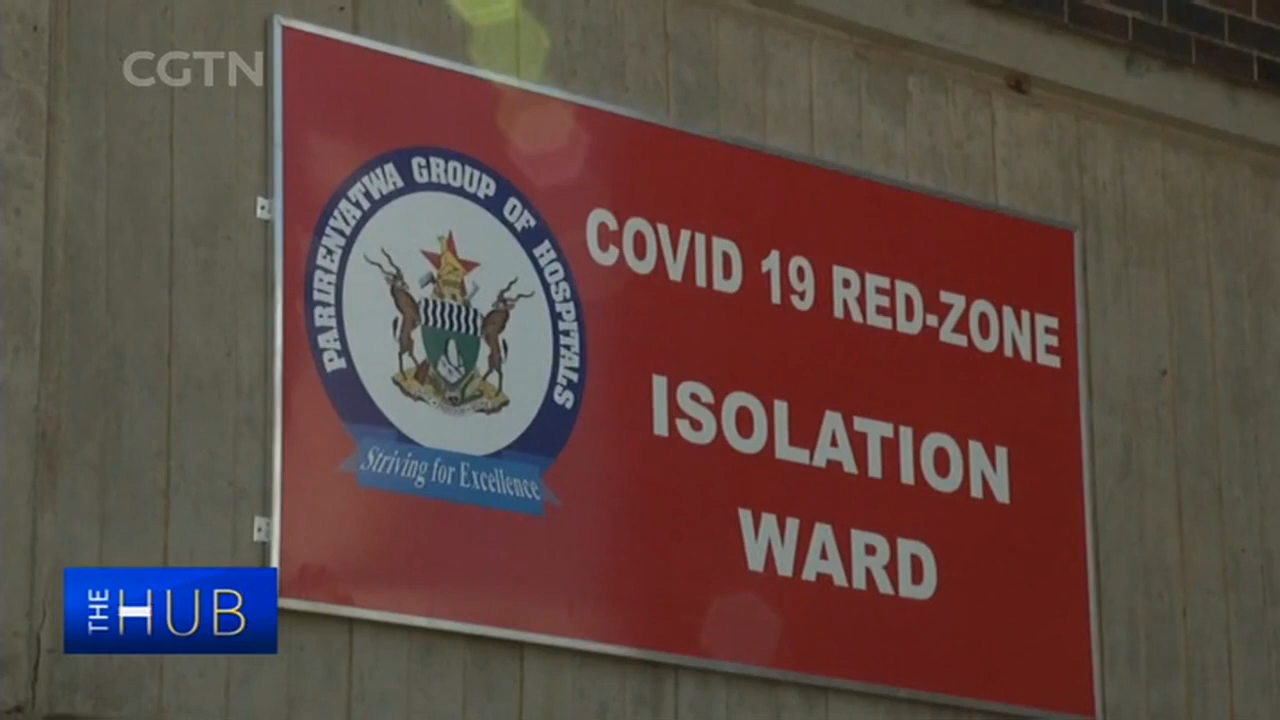 CGTN
PARIRENYATWA GROUP OF HOSPITALS
Striving for Excellence
COVID 19 RED-ZONE
ISOLATION
WARD
THE HUB